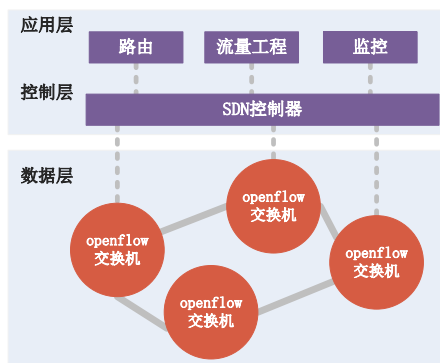 应用层
路由
流量工程
监控
控制层
SDN控制器
数据层
openflow
交换机
openflow
交换机
openflow
交换机
openflow
交换机